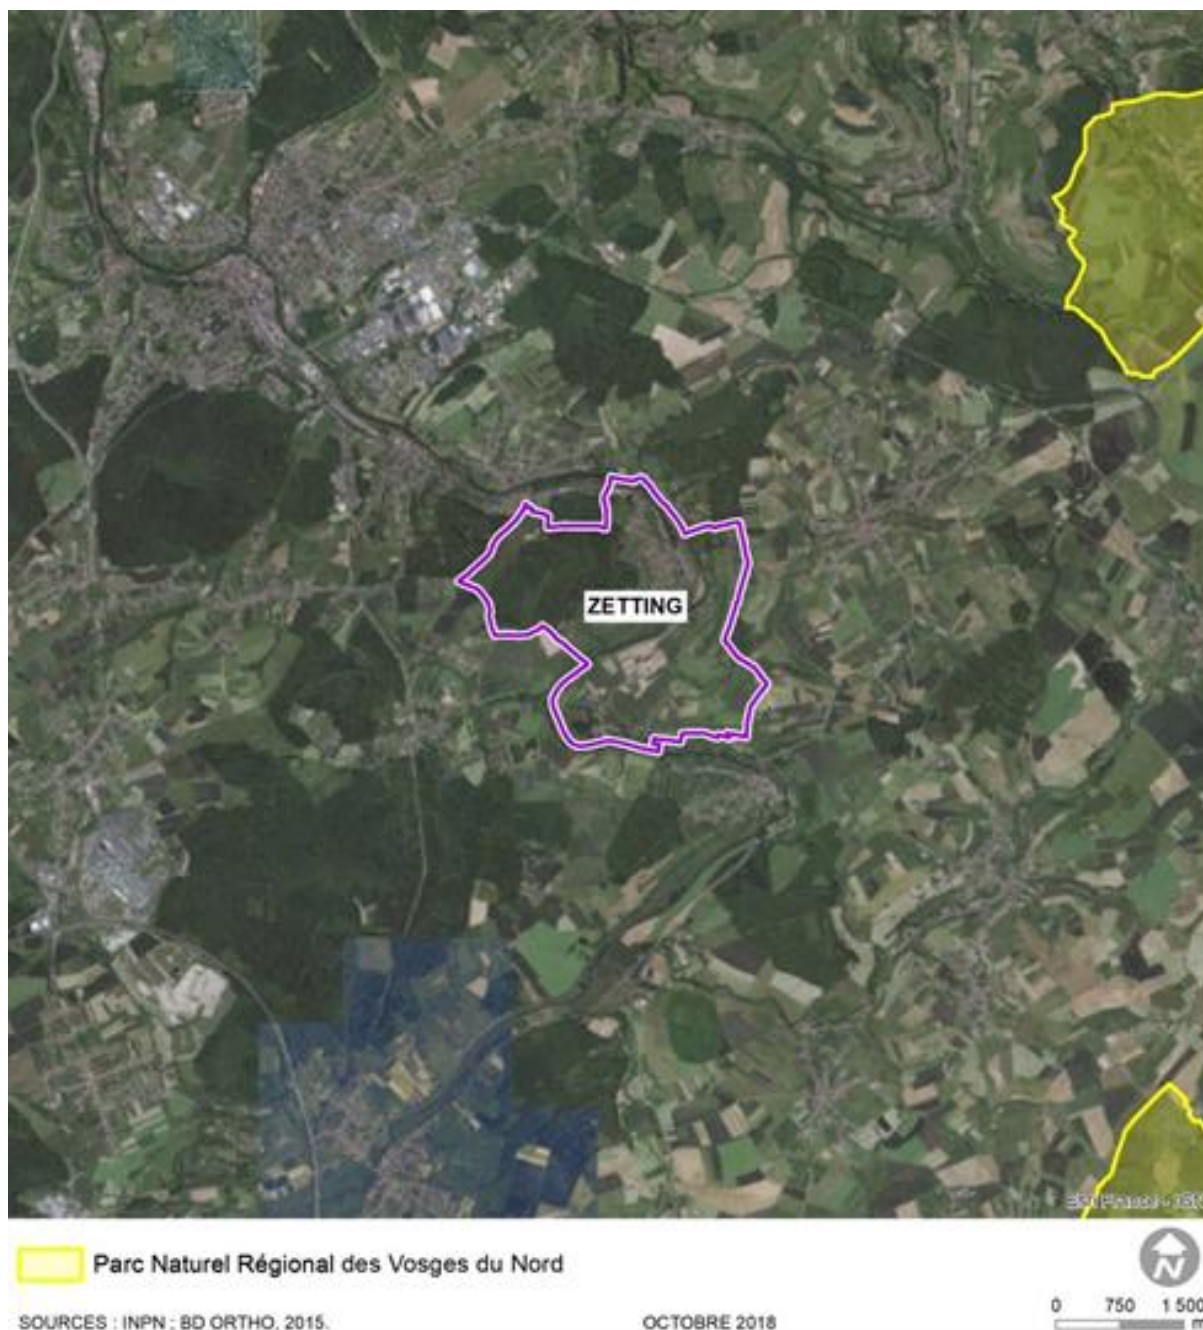 ZETTING
Parc Naturel Régional des Vosges du Nord
N
SOURCES : INPN ; BD ORTHO, 2015.
OCTOBRE 2018
0 750 1 500
m